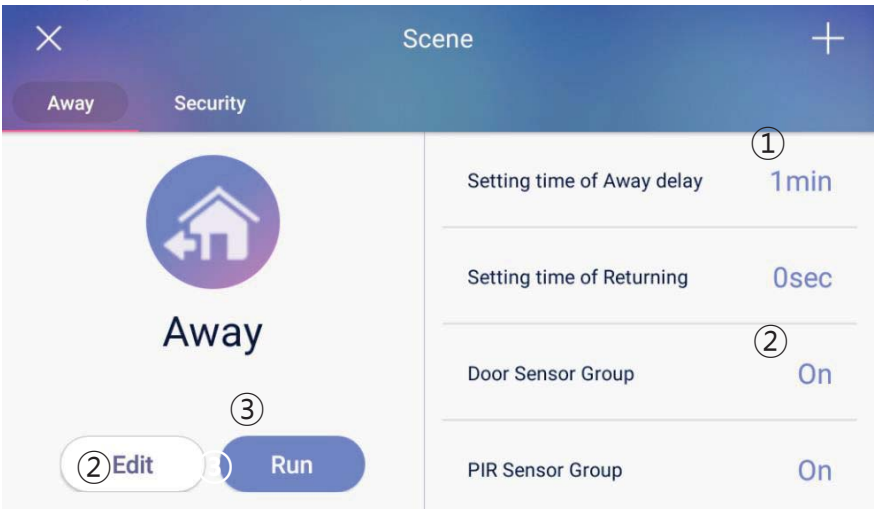 Scene
Away Security
①
Setting time of Away delay 1min
Setting time of Returning 0sec
Away
②
Door Sensor Group On
③
②Edit ③ Run
PIR Sensor Group On